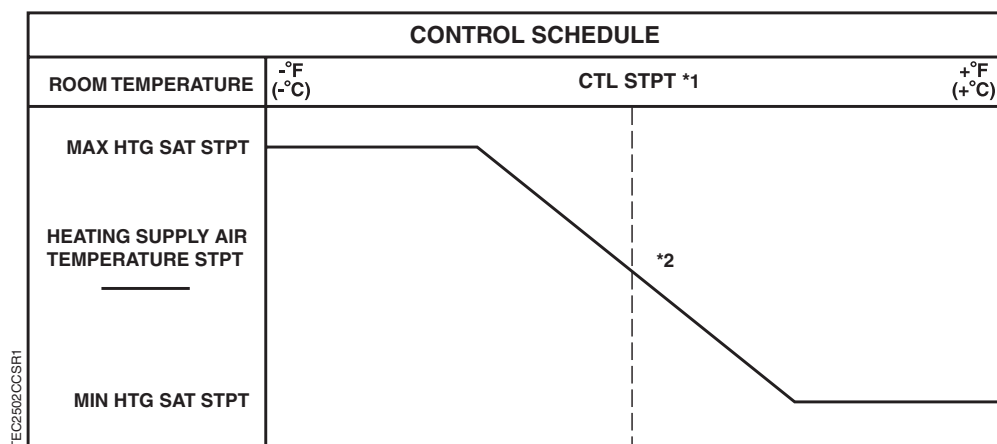 CONTROL SCHEDULE
ROOM TEMPERATURE
-°F
(-°C)
CTL STPT *1
+°F
(+°C)
MAX HTG SAT STPT
HEATING SUPPLY AIR
TEMPERATURE STPT
*2
MIN HTG SAT STPT
TEC2502CCSR1